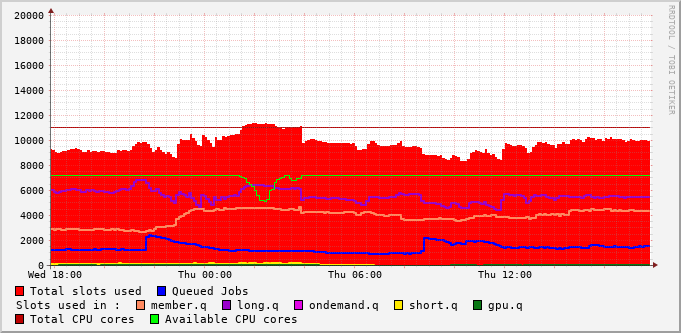 20000
18000
16000
14000
12000
10000
8000
6000
4000
2000
0
Wed 18:00 Thu 00:00 Thu 06:00 Thu 12:00
Total slots used Queued Jobs
Slots used in : member.q long.q ondemand.q short.q gpu.q
Total CPU cores Available CPU cores
RRDTOOL / TOBI OETIKER